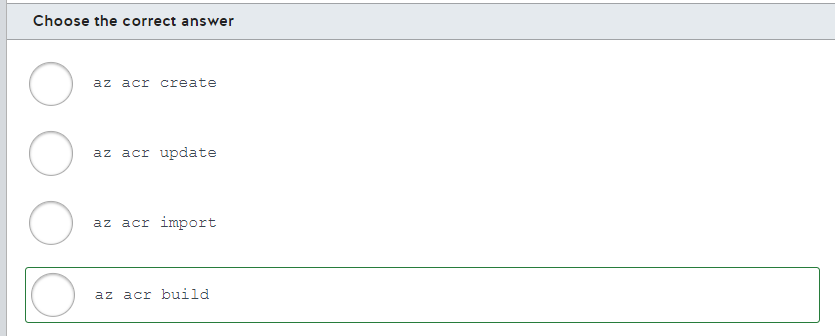 Choose the correct answer
az acr create
az acr update
az acr import
az acr build